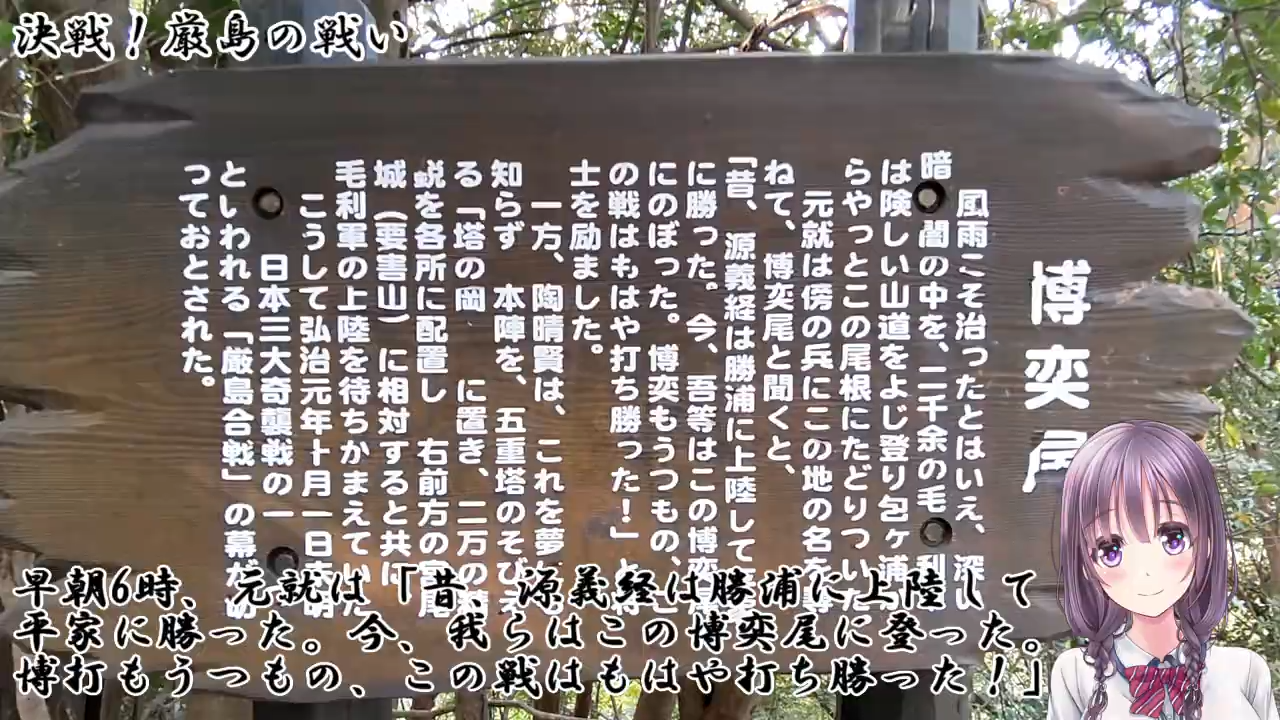 決戦！厳島の戦い
博奕尾
風雨こそ治ったとはいえ、深い
暗闇の中を、二千余の毛利
は険しい山道をよじ登り包ヶ浦
らやっとこの尾根にたどりついた
元就は傍の兵にこの地の名を
ねて、博奕尾と聞くと、
「昔、源義経は勝浦に上陸して
に勝った。今、吾等はこの博奕
にのぼった。博奕もうつもの、
の戦はもはや打ち勝った！」と
士を励ました。
一方、陶晴賢は、これを夢
知らず 本陣を、五重塔のそびえ
る「塔の岡 に置き、二万の
蛻を各所に配置し 右前方の宮尾
城（要害山）に相対すると共に
毛利軍の上陸を待ちかまえていた
こうして弘治元年十月一日未明
日本三大奇襲戦の一
といわれる「厳島合戦」の幕が
っておとされた。
早朝6時、元就は「昔、源義経は勝浦に上陸して
平家に勝った。今、我らはこの博奕尾に登った。
博打もうつもの、この戦はもはや打ち勝った！」